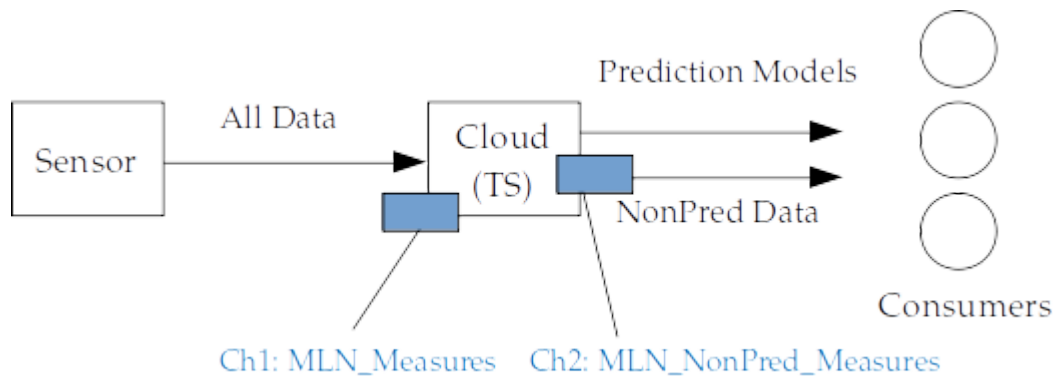 Prediction Models
All Data
Sensor
Cloud
(TS)
NonPred Data
Consumers
Ch1: MLN_Measures
Ch2: MLN_NonPred_Measures